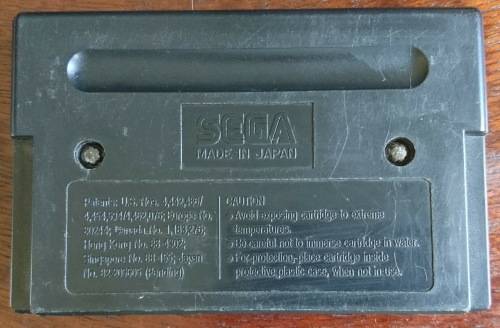 SEGA
MADE IN JAPAN
Patents: U.S. Nos. 4,442,486/
4,454,594/4,462,076; Europe No.
80244; Canada No. 1,183,276;
Hong Kong No. 88-4302;
Singapore No. 88-155; Japan
No. 82-205605 (Pending)
CAUTION
• Avoid exposing cartridge to extreme
temperatures.
• Be careful not to immerse cartridge in water.
• For protection, place cartridge inside
protective plastic case, when not in use.